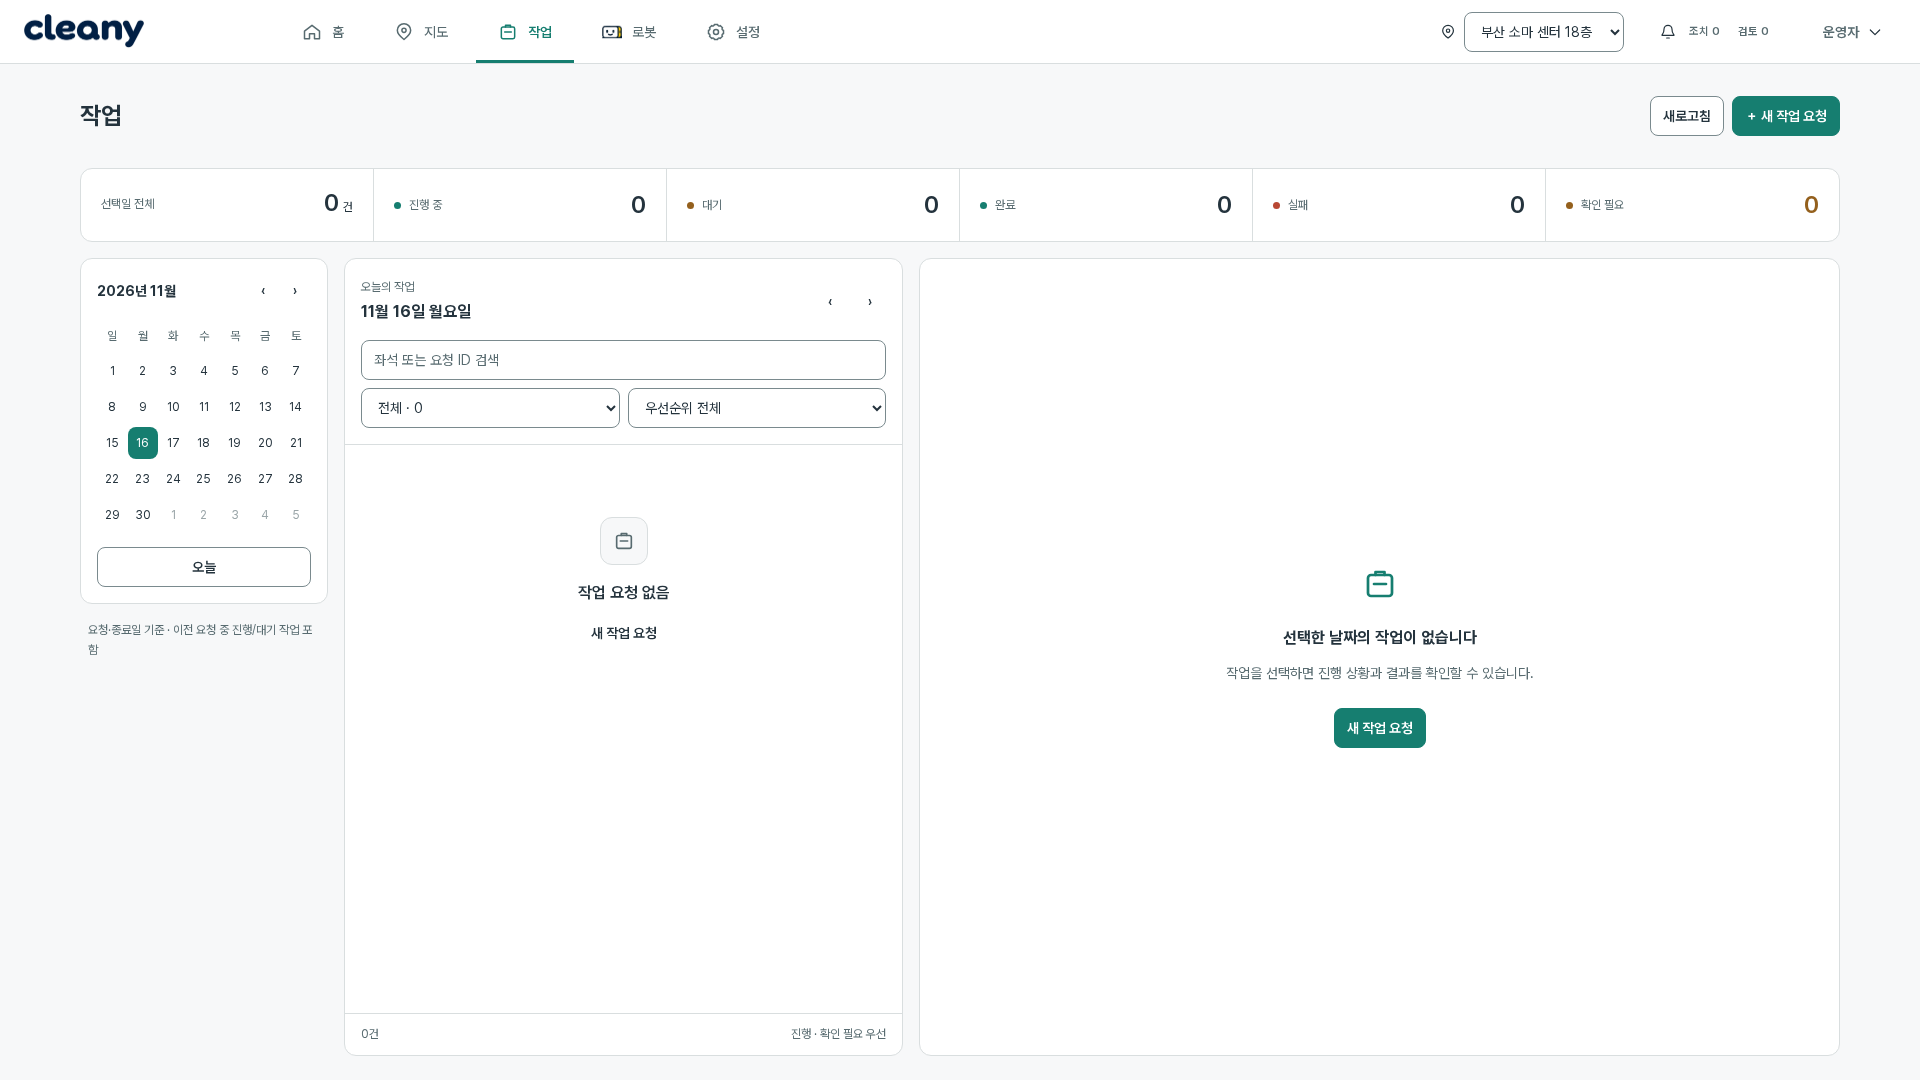 cleany
홈
지도
작업
로봇
설정
부산 소마 센터 18층
조치 0
검토 0
운영자
작업
새로고침
+ 새 작업 요청
선택일 전체
0 건
진행 중
0
대기
0
완료
0
실패
0
확인 필요
0
2026년 11월
‹ ›
일 월 화 수 목 금 토
1 2 3 4 5 6 7
8 9 10 11 12 13 14
15 16 17 18 19 20 21
22 23 24 25 26 27 28
29 30 1 2 3 4 5
오늘
요청·종료일 기준 · 이전 요청 중 진행/대기 작업 포
함
오늘의 작업
11월 16일 월요일
‹ ›
좌석 또는 요청 ID 검색
전체 · 0
우선순위 전체
작업 요청 없음
새 작업 요청
0건
진행 · 확인 필요 우선
선택한 날짜의 작업이 없습니다
작업을 선택하면 진행 상황과 결과를 확인할 수 있습니다.
새 작업 요청